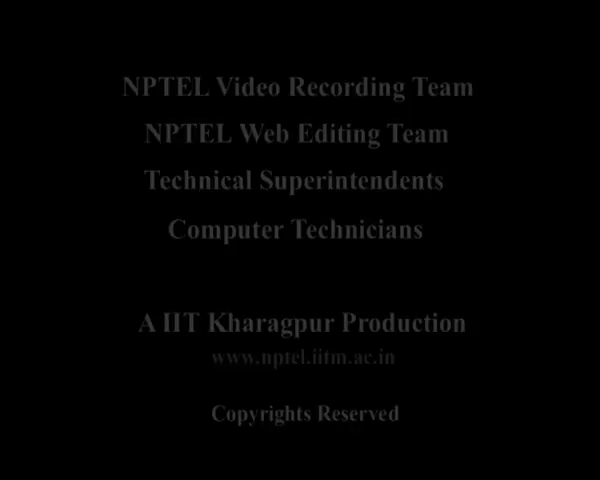 NPTEL Video Recording Team
NPTEL Web Editing Team
Technical Superintendents
Computer Technicians
A IIT Kharagpur Production
www.nptel.iitm.ac.in
Copyrights Reserved